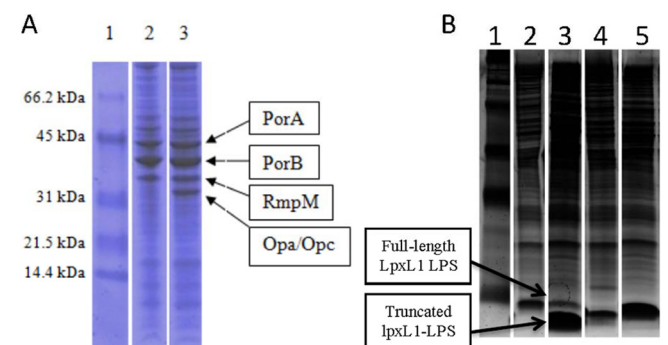 A
1 2 3
66.2 kDa
45 kDa
31 kDa
21.5 kDa
14.4 kDa
PorA
PorB
RmpM
Opa/Opc
B
1 2 3 4 5
Full-length
LpxL1 LPS
Truncated
lpxL1-LPS